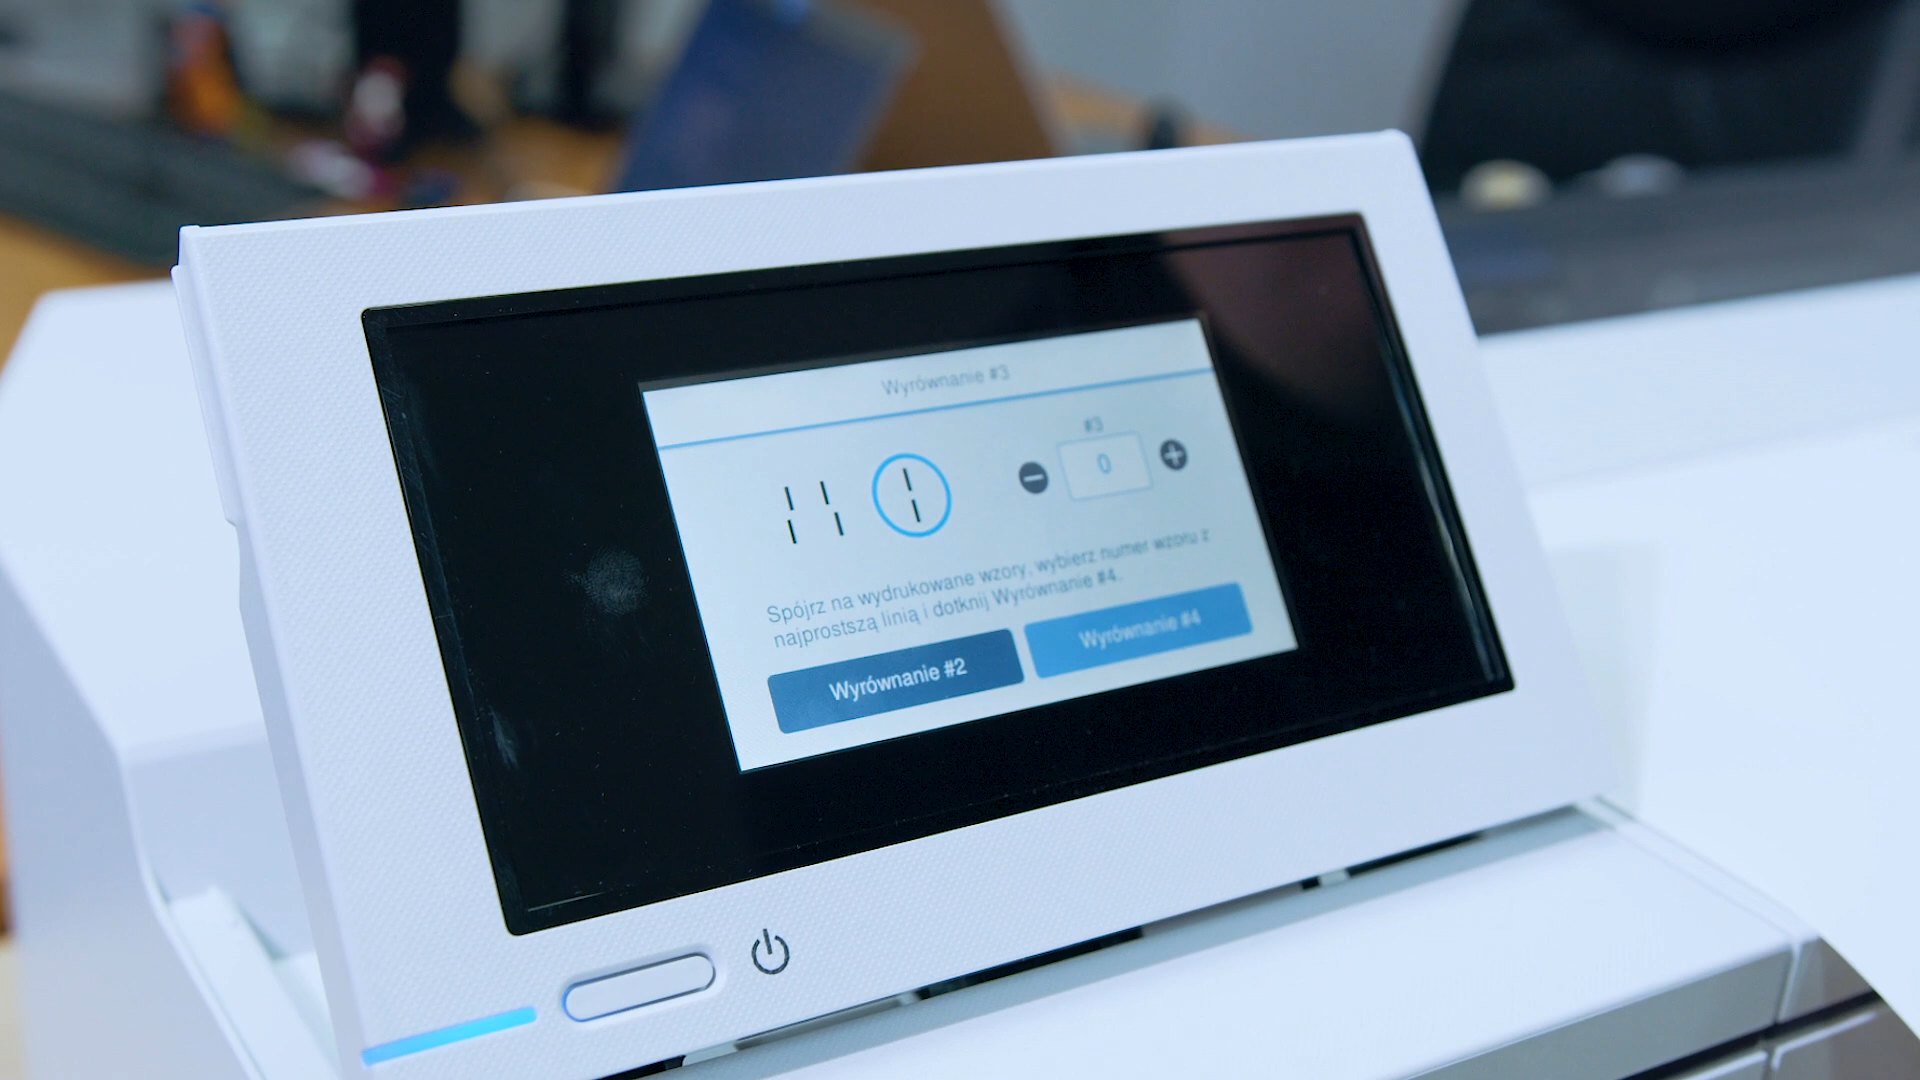 Wyrównanie #3
#3
0
Spójrz na wydrukowane wzory, wybierz numer wzoru z
najprostszą linią i dotknij Wyrównanie #4.
Wyrównanie #2
Wyrównanie #4